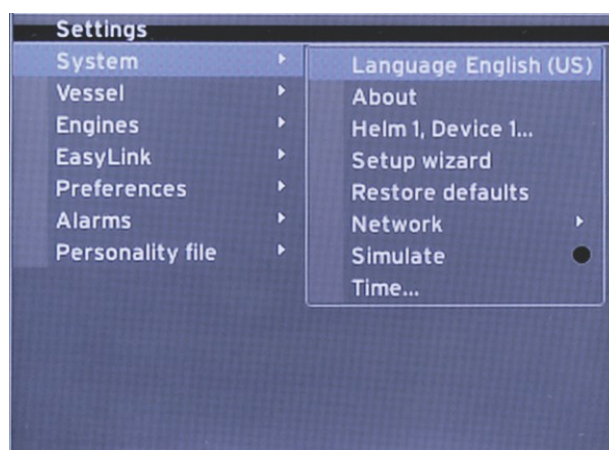 Settings
System
Vessel
Engines
EasyLink
Preferences
Alarms
Personality file
Language English (US)
About
Helm 1, Device 1...
Setup wizard
Restore defaults
Network
Simulate
Time...